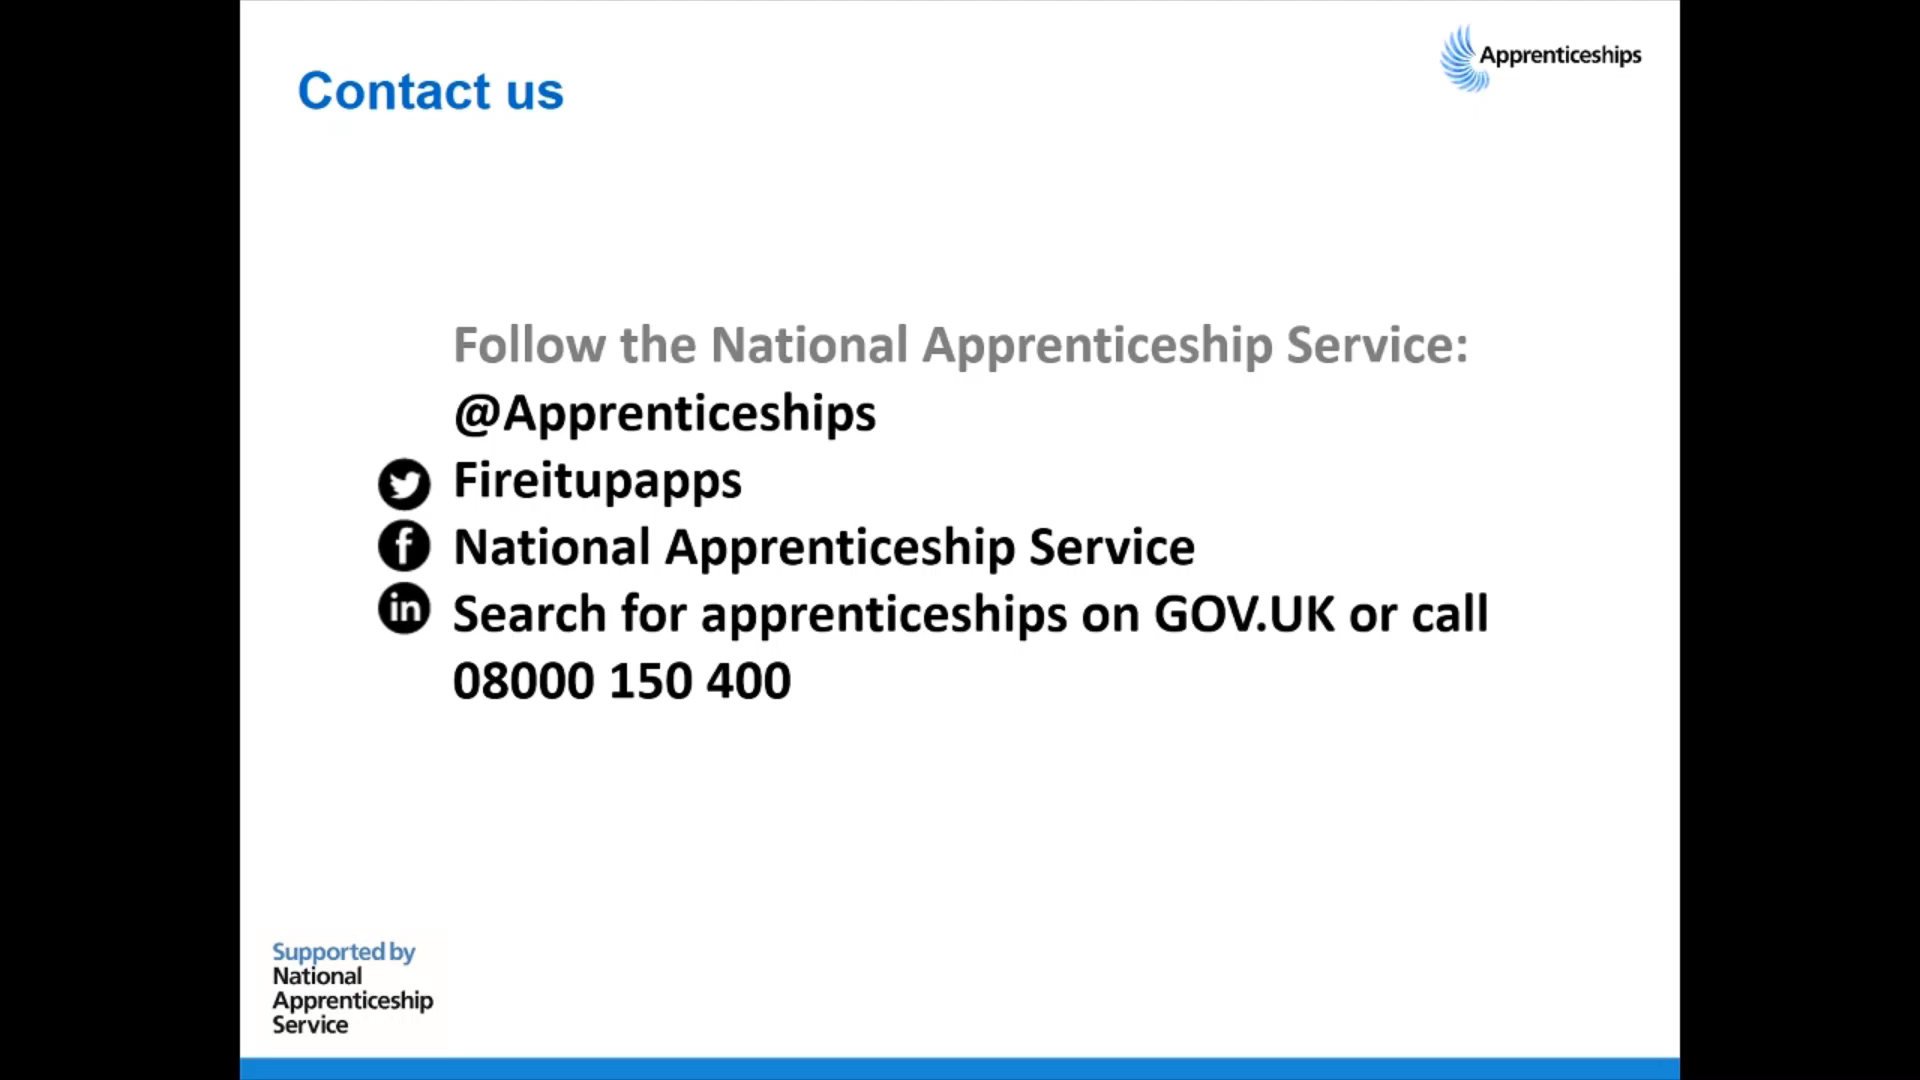 Contact us
Apprenticeships
Follow the National Apprenticeship Service:
@Apprenticeships
Fireitupapps
National Apprenticeship Service
Search for apprenticeships on GOV.UK or call
08000 150 400
Supported by
National
Apprenticeship
Service